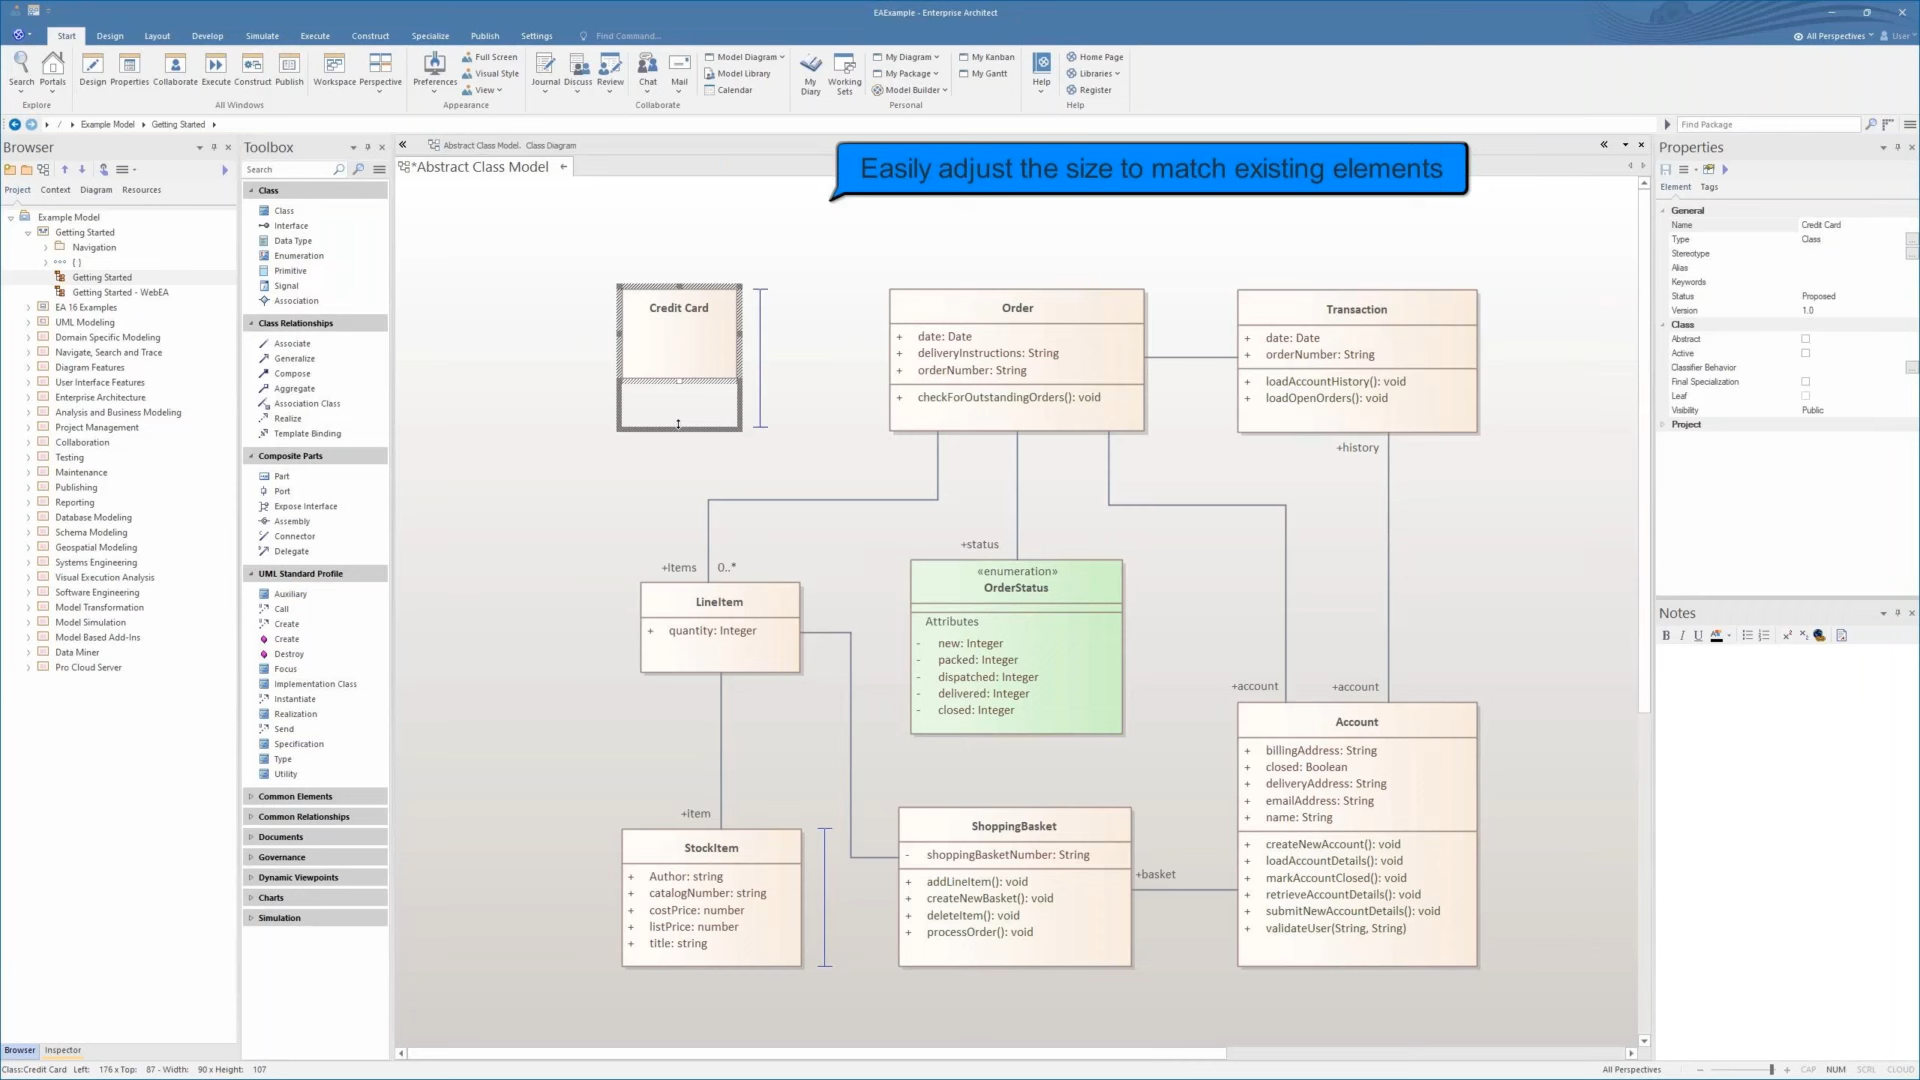 EAExample - Enterprise Architect
Start Design Layout Develop Simulate Execute Construct Specialize Publish Settings Find Command...
All Perspectives User
Search Portals
Explore
Design Properties Collaborate Execute Construct Publish Workspace Perspective
All Windows
Preferences
Full Screen
Visual Style
View
Appearance
Journal Discuss Review Chat Mail
Model Diagram
Model Library
Calendar
Collaborate
My Diary
Working Sets
My Diagram
My Package
Model Builder
My Kanban
My Gantt
Personal
Help
Home Page
Libraries
Register
Help
/ Example Model Getting Started
Find Package
Browser
Project Context Diagram Resources
Example Model
Getting Started
Navigation
{ }
Getting Started
Getting Started - WebEA
EA 16 Examples
UML Modeling
Domain Specific Modeling
Navigate, Search and Trace
Diagram Features
User Interface Features
Enterprise Architecture
Analysis and Business Modeling
Project Management
Collaboration
Testing
Maintenance
Publishing
Reporting
Database Modeling
Schema Modeling
Geospatial Modeling
Systems Engineering
Visual Execution Analysis
Software Engineering
Model Transformation
Model Simulation
Model Based Add-Ins
Data Miner
Pro Cloud Server
Browser Inspector
Toolbox
Search
Class
Class
Interface
Data Type
Enumeration
Primitive
Signal
Association
Class Relationships
Associate
Generalize
Compose
Aggregate
Association Class
Realize
Template Binding
Composite Parts
Part
Port
Expose Interface
Assembly
Connector
Delegate
UML Standard Profile
Auxiliary
Call
Create
Create
Destroy
Focus
Implementation Class
Instantiate
Realization
Send
Specification
Type
Utility
Common Elements
Common Relationships
Documents
Governance
Dynamic Viewpoints
Charts
Simulation
Abstract Class Model. Class Diagram
*Abstract Class Model
Easily adjust the size to match existing elements
Credit Card
Order
+ date: Date
+ deliveryInstructions: String
+ orderNumber: String
+ checkForOutstandingOrders(): void
Transaction
+ date: Date
+ orderNumber: String
+ loadAccountHistory(): void
+ loadOpenOrders(): void
+history
+status
+Items 0..*
LineItem
+ quantity: Integer
«enumeration»
OrderStatus
Attributes
- new: Integer
- packed: Integer
- dispatched: Integer
- delivered: Integer
- closed: Integer
+account +account
Account
+ billingAddress: String
+ closed: Boolean
+ deliveryAddress: String
+ emailAddress: String
+ name: String
+ createNewAccount(): void
+ loadAccountDetails(): void
+ markAccountClosed(): void
+ retrieveAccountDetails(): void
+ submitNewAccountDetails(): void
+ validateUser(String, String)
+item
StockItem
+ Author: string
+ catalogNumber: string
+ costPrice: number
+ listPrice: number
+ title: string
ShoppingBasket
- shoppingBasketNumber: String
+ addLineItem(): void
+ createNewBasket(): void
+ deleteItem(): void
+ processOrder(): void
+basket
Properties
Element Tags
General
Name Credit Card
Type Class
Stereotype
Alias
Keywords
Status Proposed
Version 1.0
Class
Abstract
Active
Classifier Behavior
Final Specialization
Leaf
Visibility Public
Project
Notes
B I U A
Class:Credit Card Left: 176 x Top: 87 - Width: 90 x Height: 107
All Perspectives CAP NUM SCRL CLOUD